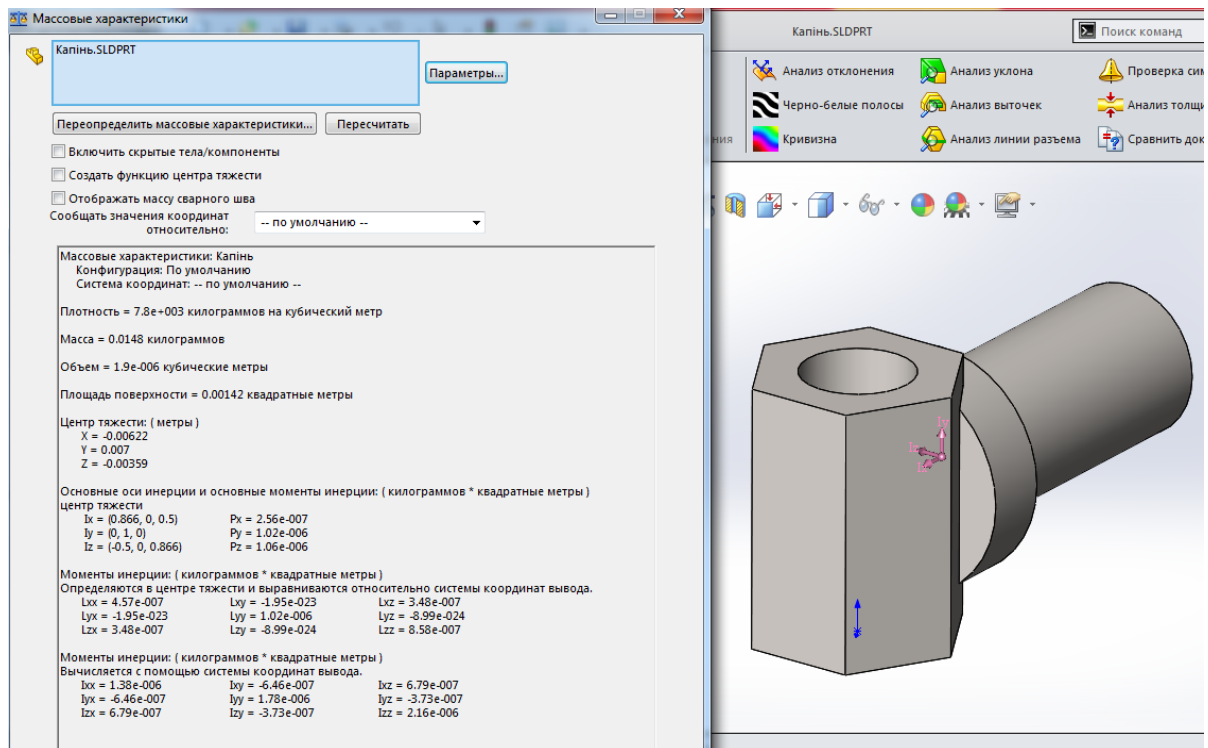 Массовые характеристики
Капінь.SLDPRT
Параметры...
Переопределить массовые характеристики...
Пересчитать
Включить скрытые тела/компоненты
Создать функцию центра тяжести
Отображать массу сварного шва
Сообщать значения координат
относительно:
-- по умолчанию --
Массовые характеристики: Капінь
Конфигурация: По умолчанию
Система координат: -- по умолчанию --
Плотность = 7.8e+003 килограммов на кубический метр
Масса = 0.0148 килограммов
Объем = 1.9e-006 кубические метры
Площадь поверхности = 0.00142 квадратные метры
Центр тяжести: ( метры )
X = -0.00622
Y = 0.007
Z = -0.00359
Основные оси инерции и основные моменты инерции: ( килограммов * квадратные метры )
центр тяжести
Ix = (0.866, 0, 0.5) Px = 2.56e-007
Iy = (0, 1, 0) Py = 1.02e-006
Iz = (-0.5, 0, 0.866) Pz = 1.06e-006
Моменты инерции: ( килограммов * квадратные метры )
Определяются в центре тяжести и выравниваются относительно системы координат вывода.
Lxx = 4.57e-007 Lxy = -1.95e-023 Lxz = 3.48e-007
Lyx = -1.95e-023 Lyy = 1.02e-006 Lyz = -8.99e-024
Lzx = 3.48e-007 Lzy = -8.99e-024 Lzz = 8.58e-007
Моменты инерции: ( килограммов * квадратные метры )
Вычисляется с помощью системы координат вывода.
Ixx = 1.38e-006 Ixy = -6.46e-007 Ixz = 6.79e-007
Iyx = -6.46e-007 Iyy = 1.78e-006 Iyz = -3.73e-007
Izx = 6.79e-007 Izy = -3.73e-007 Izz = 2.16e-006
Капінь.SLDPRT
Поиск команд
Анализ отклонения
Анализ уклона
Проверка сим
Черно-белые полосы
Анализ выточек
Анализ толщи
ния
Кривизна
Анализ линии разъема
Сравнить док